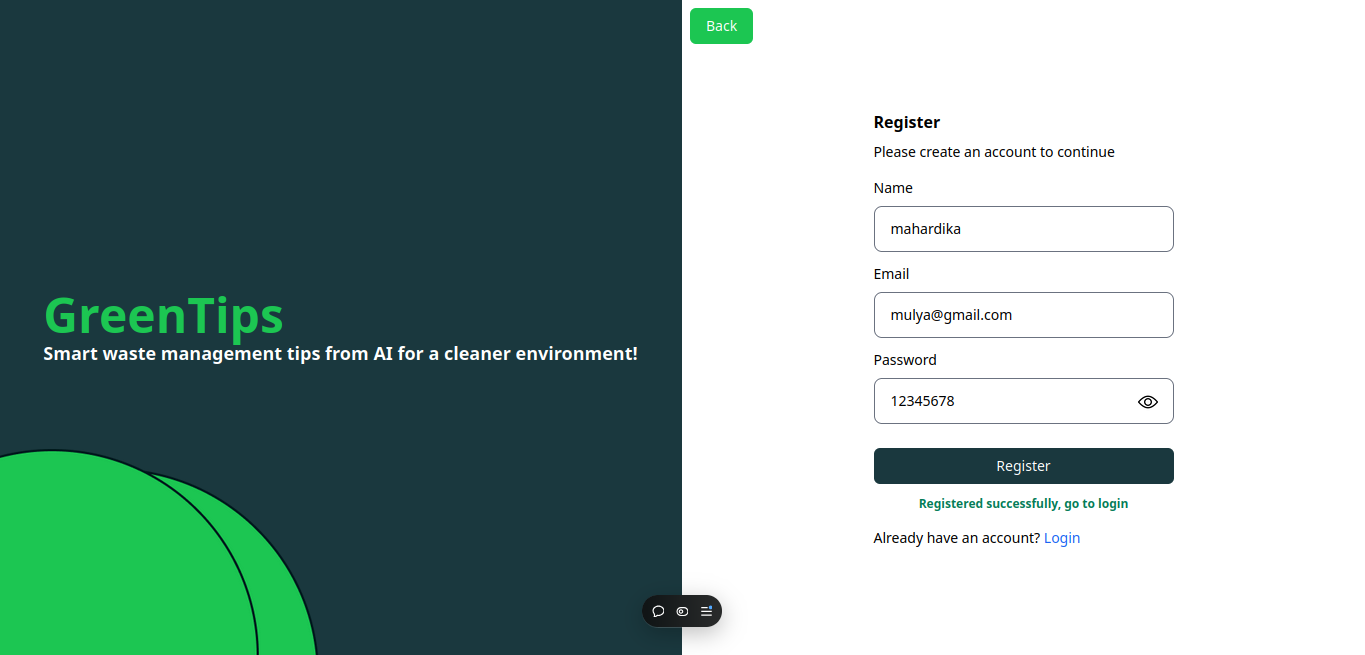 GreenTips
Smart waste management tips from AI for a cleaner environment!
Back
Register
Please create an account to continue
Name
mahardika
Email
mulya@gmail.com
Password
12345678
Register
Registered successfully, go to login
Already have an account? Login